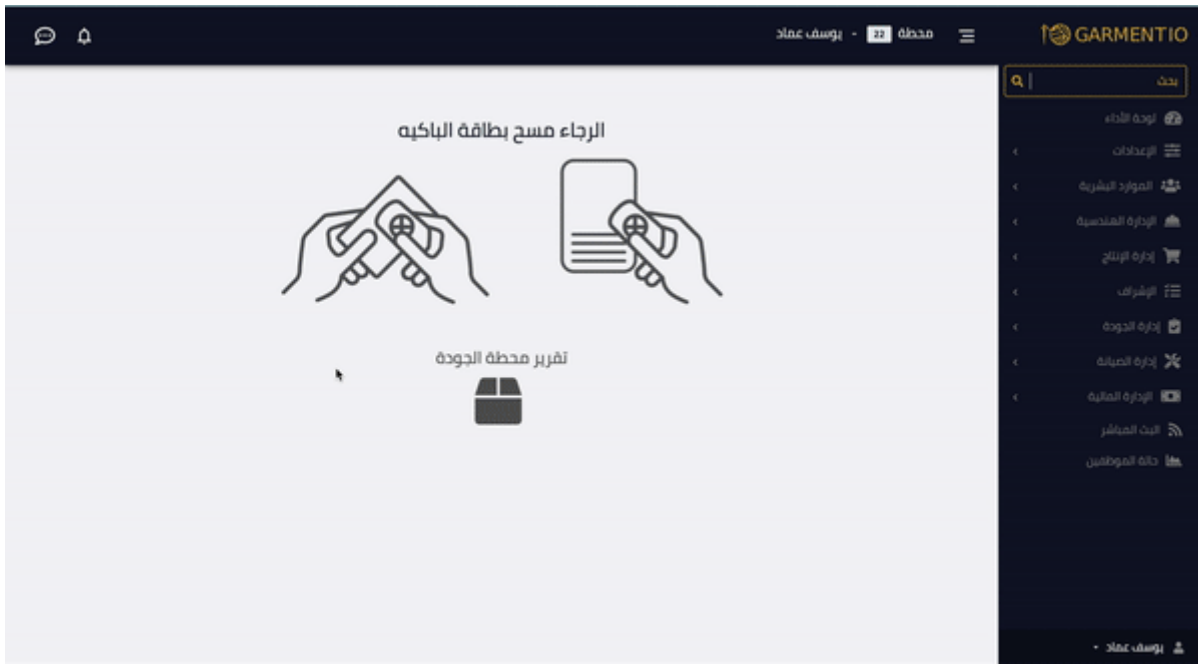 GARMENTIO
محطة 22 - يوسف عماد
بحث
لوحة الأداء
الإعدادات
الموارد البشرية
الإدارة الهندسية
إدارة الإنتاج
الإشراف
إدارة الجودة
إدارة الصيانة
الإدارة المالية
البث المباشر
حالة الموظفين
يوسف عماد
الرجاء مسح بطاقة الباكيه
تقرير محطة الجودة